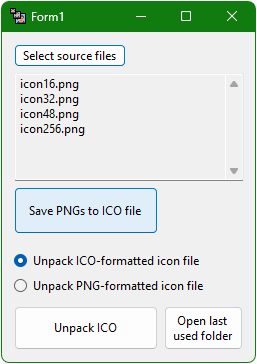 Form1
Select source files
icon16.png
icon32.png
icon48.png
icon256.png
Save PNGs to ICO file
Unpack ICO-formatted icon file
Unpack PNG-formatted icon file
Unpack ICO
Open last
used folder